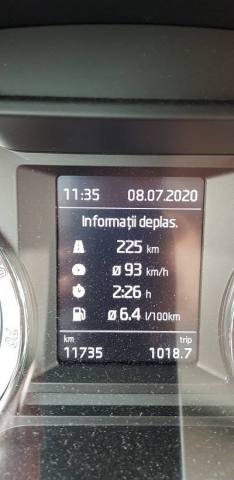 11:35 08.07.2020
Informații deplas.
225 km
ø 93 km/h
2:26 h
ø 6.4 l/100km
km trip
11735 1018.7